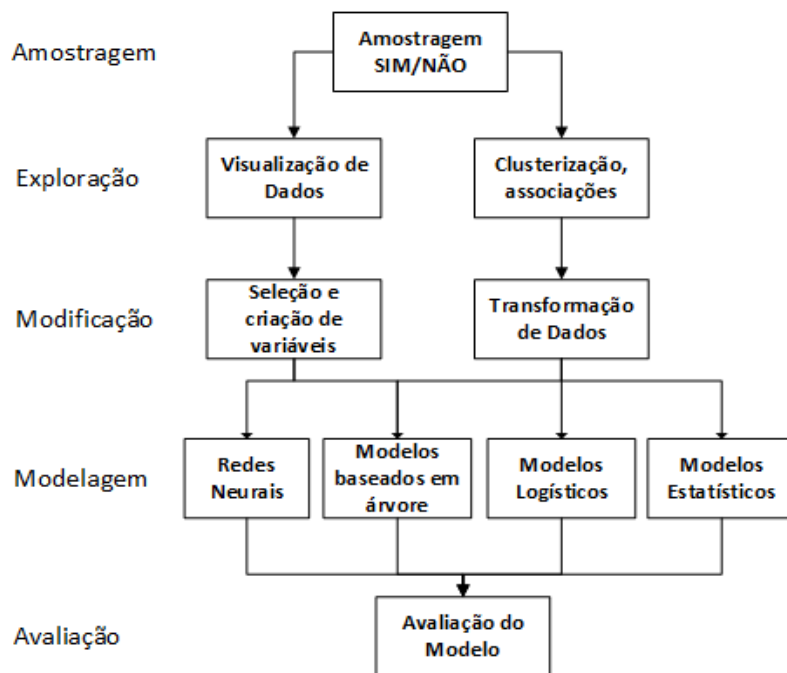 Amostragem
Amostragem
SIM/NÃO
Exploração
Visualização de
Dados
Clusterização,
associações
Modificação
Seleção e
criação de
variáveis
Transformação
de Dados
Modelagem
Redes
Neurais
Modelos
baseados em
árvore
Modelos
Logísticos
Modelos
Estatísticos
Avaliação
Avaliação do
Modelo